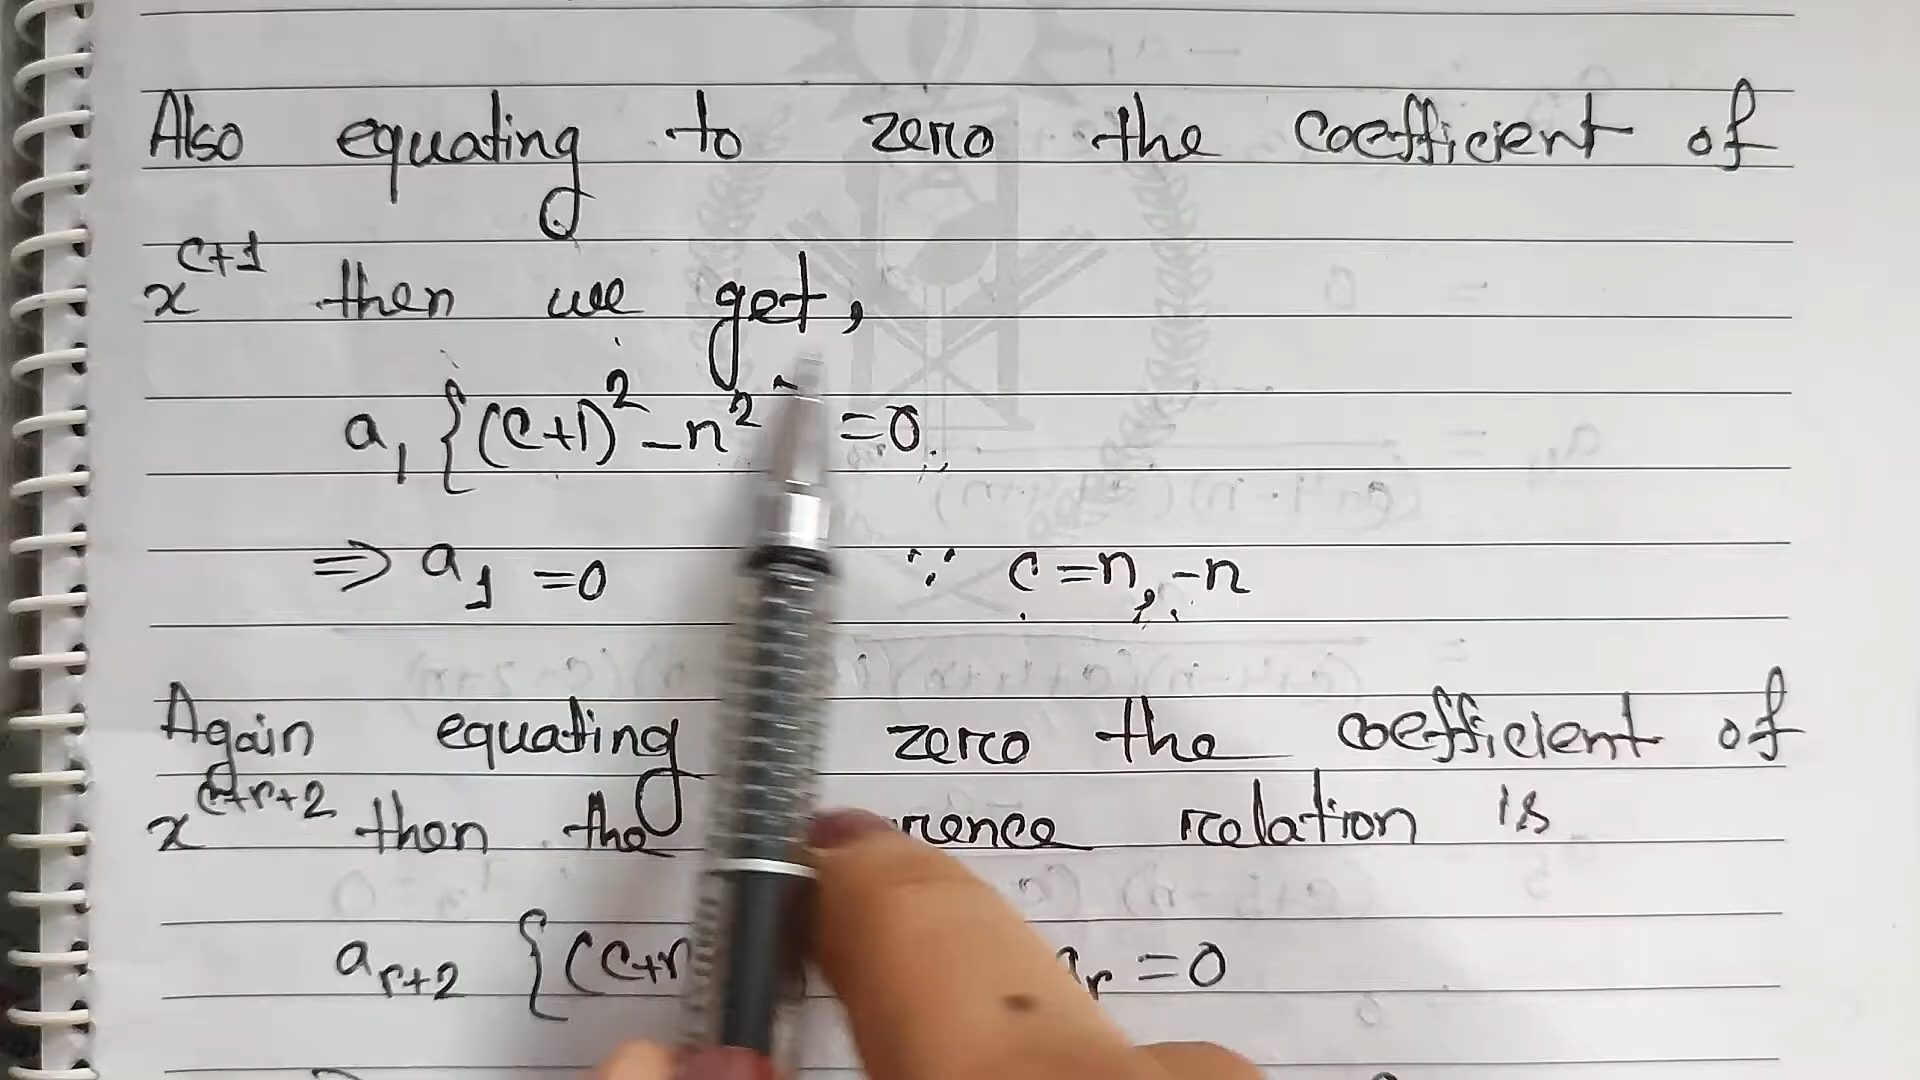 Also equating to zero the coefficient of
x^{c+1} then we get,
a_1 {(c+1)^2 - n^2 = 0
⇒ a_1 = 0 ∵ c = n, -n
Again equating zero the coefficient of
x^{c+r+2} then the relation is
a_{r+2} {(c+r a_r = 0